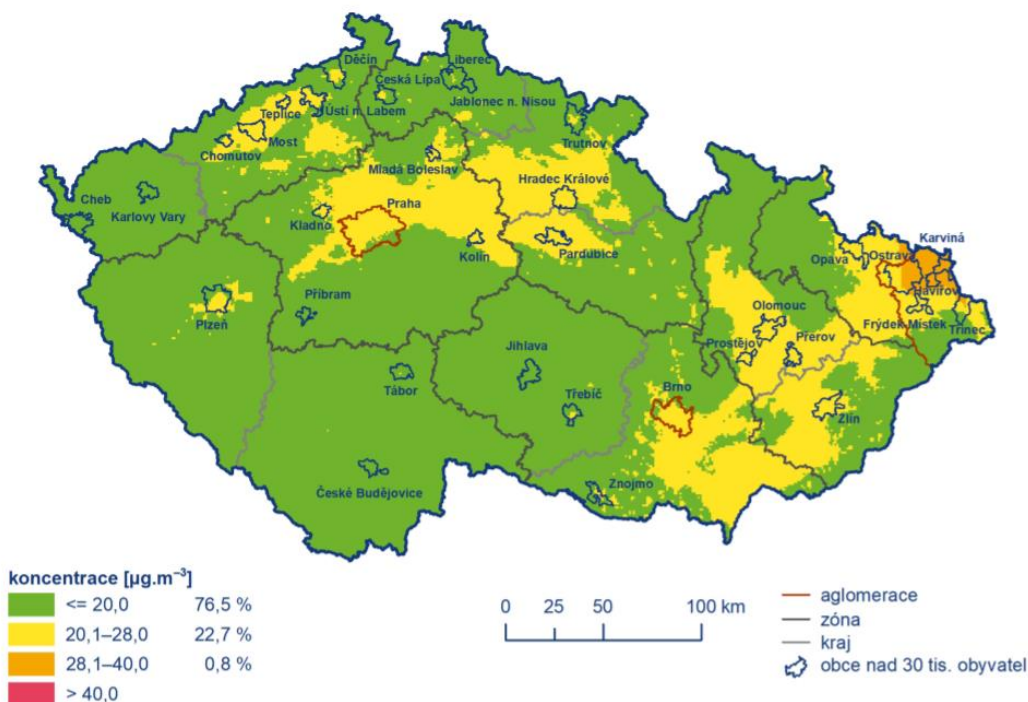 Děčín
Liberec
Česká Lípa
Jablonec n. Nisou
Teplice
Ústí n. Labem
Trutnov
Most
Chomutov
Mladá Boleslav
Hradec Králové
Cheb
Karlovy Vary
Praha
Kladno
Kolín
Pardubice
Karviná
Opava
Ostrava
Havířov
Příbram
Plzeň
Olomouc
Frýdek Místek
Třinec
Prostějov
Přerov
Jihlava
Tábor
Třebíč
Brno
Zlín
České Budějovice
Znojmo
koncentrace [µg.m⁻³]
<= 20,0 76,5 %
20,1–28,0 22,7 %
28,1–40,0 0,8 %
> 40,0
0 25 50 100 km
aglomerace
zóna
kraj
obce nad 30 tis. obyvatel